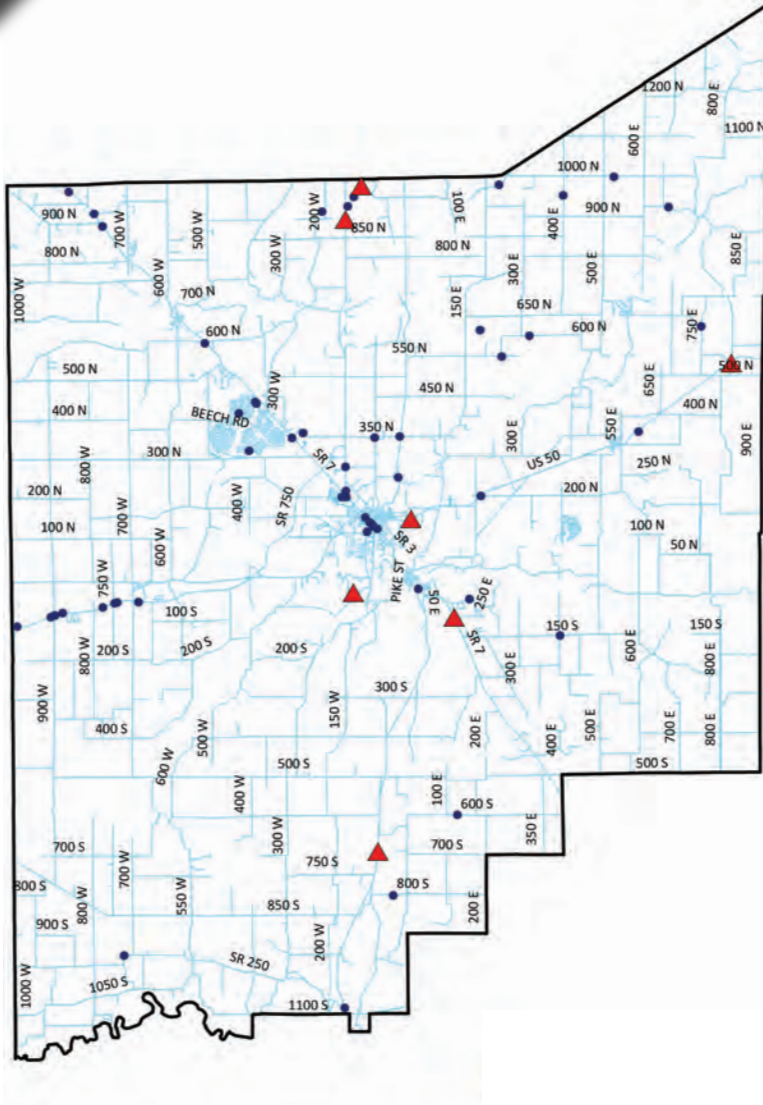 1200 N
800 E
1100 N
600 E
1000 N
900 N
700 W
500 W
200 W
850 N
100 E
400 E
900 N
800 N
300 W
800 N
300 E
500 E
850 E
1000 W
600 W
700 N
150 E
650 N
600 N
600 N
750 E
550 N
500 N
300 W
450 N
650 E
500 N
400 N
400 N
BEECH RD
350 N
300 E
550 E
900 E
800 W
300 N
SR 7
US 50
250 N
200 N
400 W
SR 750
200 N
100 N
700 W
100 N
SR 3
50 N
600 W
750 W
PIKE ST
50 E
250 E
100 S
150 S
150 S
200 S
200 S
200 S
SR 7
600 E
800 W
300 E
800 E
900 W
300 S
150 W
400 S
500 W
200 E
400 E
500 E
700 E
800 E
600 W
500 S
500 S
400 W
100 E
600 S
300 W
350 E
700 S
700 S
750 S
700 W
800 S
800 S
800 W
550 W
850 S
200 E
900 S
200 W
SR 250
1000 W
1050 S
1100 S